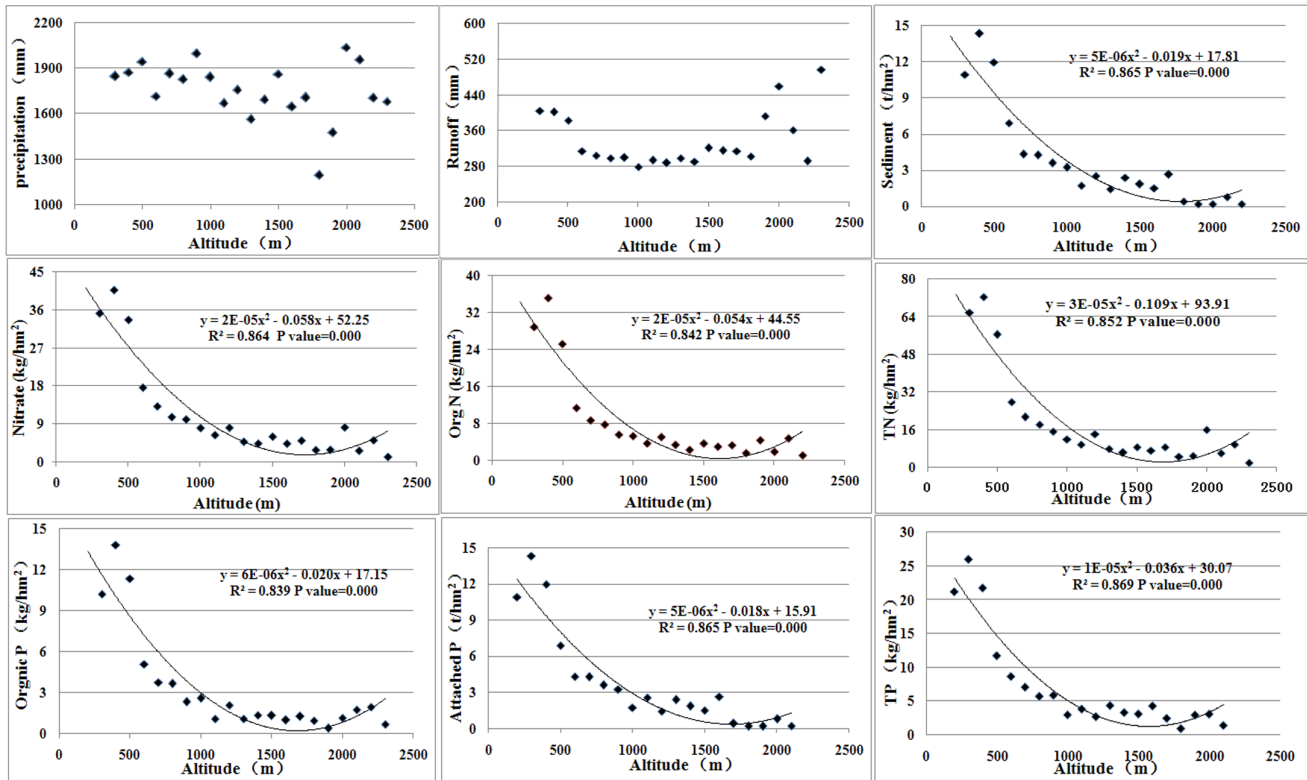 precipitation（mm）
2200
1900
1600
1300
1000
0 500 1000 1500 2000 2500
Altitude（m）
Runoff（mm）
600
520
440
360
280
200
0 500 1000 1500 2000 2500
Altitude（m）
Sediment（t/hm²）
15
12
9
6
3
0
y = 5E-06x² - 0.019x + 17.81
R² = 0.865 P value=0.000
0 500 1000 1500 2000 2500
Altitude（m）
Nitrate (kg/hm²)
45
36
27
18
9
0
y = 2E-05x² - 0.058x + 52.25
R² = 0.864 P value=0.000
0 500 1000 1500 2000 2500
Altitude (m)
Org N (kg/hm²)
40
32
24
16
8
0
y = 2E-05x² - 0.054x + 44.55
R² = 0.842 P value=0.000
0 500 1000 1500 2000 2500
Altitude (m)
TN (kg/hm²)
80
64
48
32
16
0
y = 3E-05x² - 0.109x + 93.91
R² = 0.852 P value=0.000
0 500 1000 1500 2000 2500
Altitude（m）
Orgnic P（kg/hm²）
15
12
9
6
3
0
y = 6E-06x² - 0.020x + 17.15
R² = 0.839 P value=0.000
0 500 1000 1500 2000 2500
Altitude（m）
Attached P（t/hm²）
15
12
9
6
3
0
y = 5E-06x² - 0.018x + 15.91
R² = 0.865 P value=0.000
0 500 1000 1500 2000 2500
Altitude（m）
TP（kg/hm²）
30
25
20
15
10
5
0
y = 1E-05x² - 0.036x + 30.07
R² = 0.869 P value=0.000
0 500 1000 1500 2000 2500
Altitude（m）